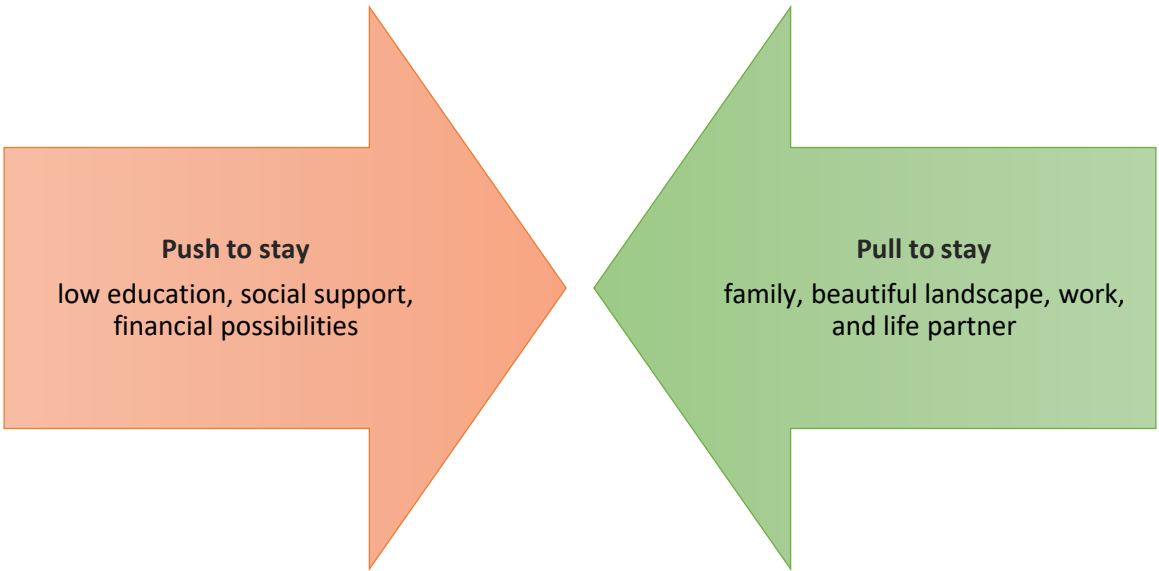 Push to stay
low education, social support,
financial possibilities
Pull to stay
family, beautiful landscape, work,
and life partner